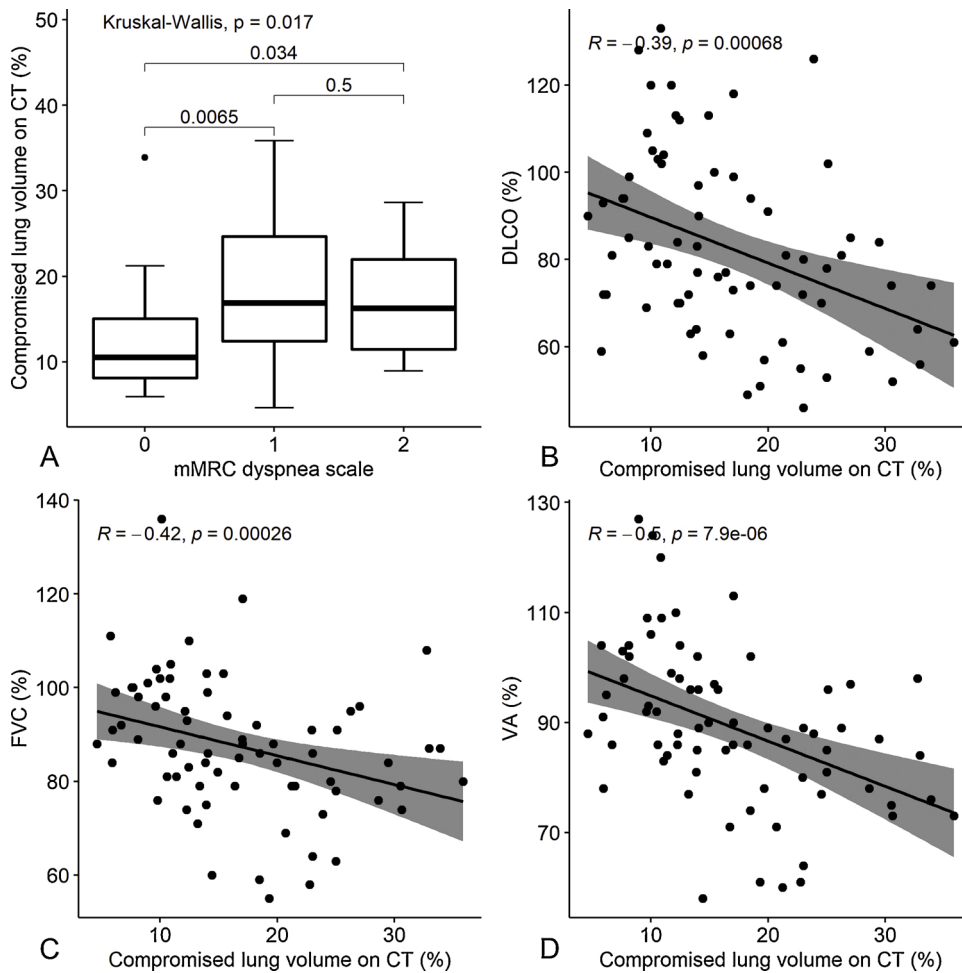 Kruskal-Wallis, p = 0.017
0.034
0.5
0.0065
50
40
30
20
10
Compromised lung volume on CT (%)
0 1 2
mMRC dyspnea scale
A
R = −0.39, p = 0.00068
120
100
80
60
DLCO (%)
10 20 30
Compromised lung volume on CT (%)
B
R = −0.42, p = 0.00026
140
120
100
80
60
FVC (%)
10 20 30
Compromised lung volume on CT (%)
C
R = −0.5, p = 7.9e-06
130
110
90
70
VA (%)
10 20 30
Compromised lung volume on CT (%)
D